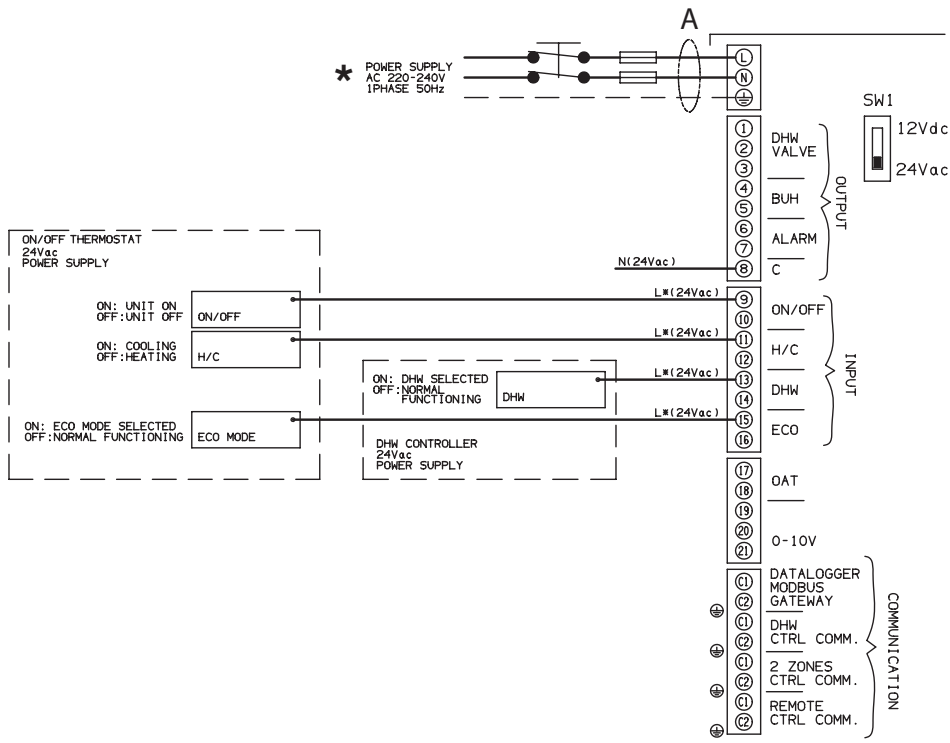 A
*
POWER SUPPLY
AC 220-240V
1PHASE 50Hz
L
N
SW1
12Vdc
24Vac
1
2
3
DHW
VALVE
4
5
BUH
6
7
ALARM
8
C
OUTPUT
N(24Vac)
ON/OFF THERMOSTAT
24Vac
POWER SUPPLY
ON: UNIT ON
OFF:UNIT OFF
ON/OFF
L*(24Vac)
9
10
ON/OFF
ON: COOLING
OFF:HEATING
H/C
L*(24Vac)
11
12
H/C
ON: DHW SELECTED
OFF:NORMAL
FUNCTIONING
DHW
L*(24Vac)
13
14
DHW
ON: ECO MODE SELECTED
OFF:NORMAL FUNCTIONING
ECO MODE
L*(24Vac)
15
16
ECO
INPUT
DHW CONTROLLER
24Vac
POWER SUPPLY
17
18
OAT
19
20
21
0-10V
C1
C2
DATALOGGER
MODBUS
GATEWAY
C1
C2
DHW
CTRL COMM.
C1
C2
2 ZONES
CTRL COMM.
C1
C2
REMOTE
CTRL COMM.
COMMUNICATION